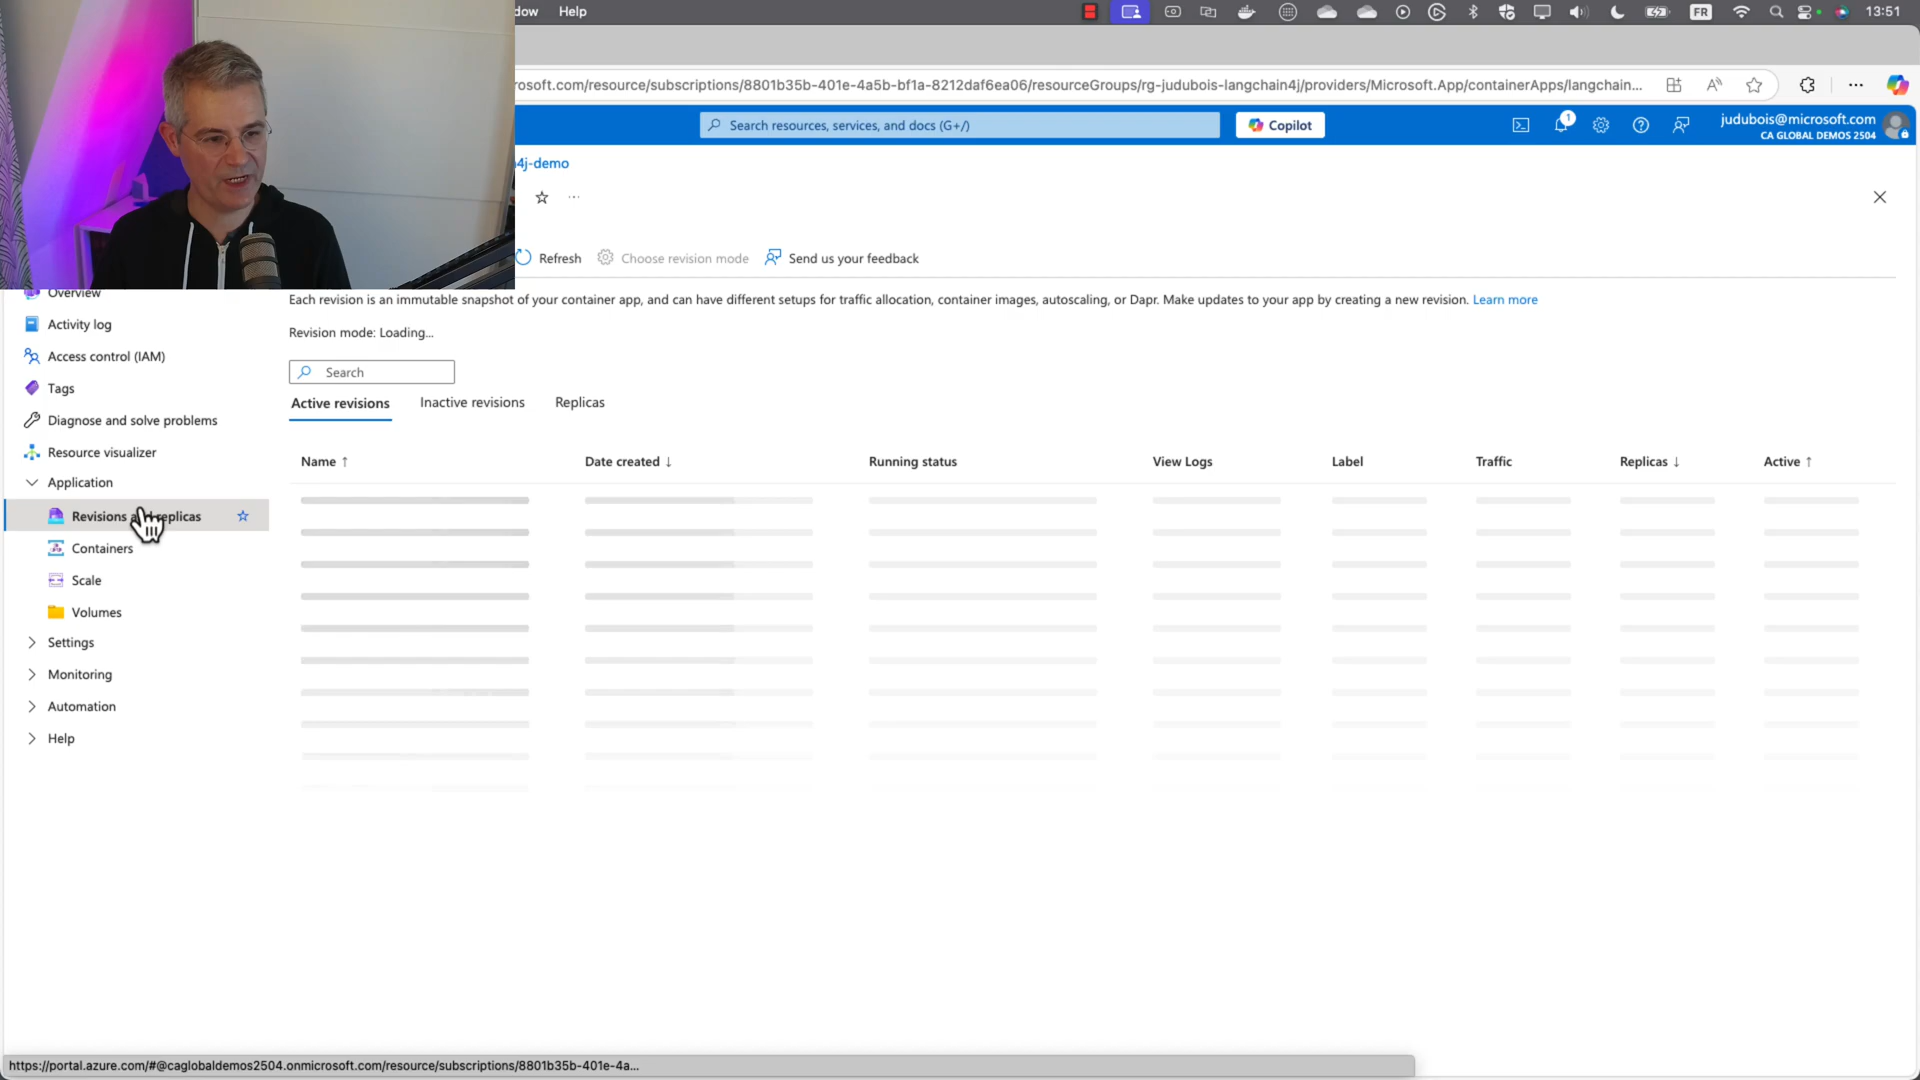 dow Help
FR 13:51
rosoft.com/resource/subscriptions/8801b35b-401e-4a5b-bf1a-8212daf6ea06/resourceGroups/rg-judubois-langchain4j/providers/Microsoft.App/containerApps/langchain...
Search resources, services, and docs (G+/)
Copilot
1
judubois@microsoft.com
CA GLOBAL DEMOS 2504
4j-demo
Refresh
Choose revision mode
Send us your feedback
Overview
Activity log
Access control (IAM)
Tags
Diagnose and solve problems
Resource visualizer
Application
Revisions and replicas
Containers
Scale
Volumes
Settings
Monitoring
Automation
Help
Each revision is an immutable snapshot of your container app, and can have different setups for traffic allocation, container images, autoscaling, or Dapr. Make updates to your app by creating a new revision. Learn more
Revision mode: Loading...
Search
Active revisions Inactive revisions Replicas
Name ↑ Date created ↓ Running status View Logs Label Traffic Replicas ↓ Active ↑
https://portal.azure.com/#@caglobaldemos2504.onmicrosoft.com/resource/subscriptions/8801b35b-401e-4a...